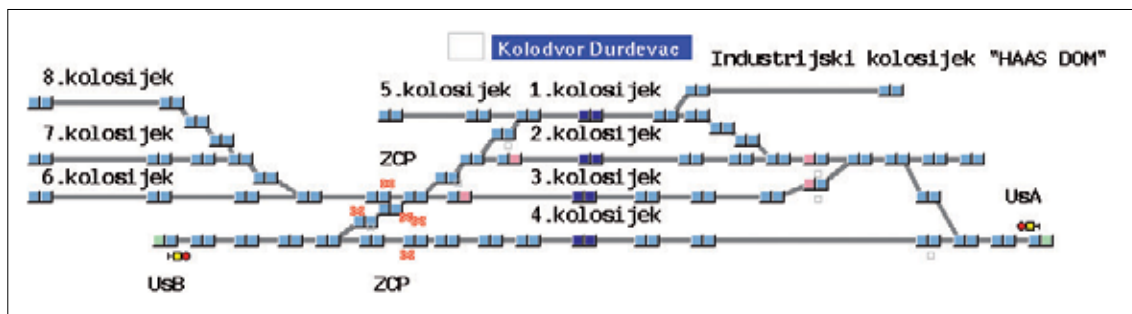 Kolodvor Durdevac
Industrijski kolosijek "HAAS DOM"
8.kolosijek
5.kolosijek 1.kolosijek
7.kolosijek 2.kolosijek
ZCP
6.kolosijek 3.kolosijek
UsA
4.kolosijek
UsB ZCP